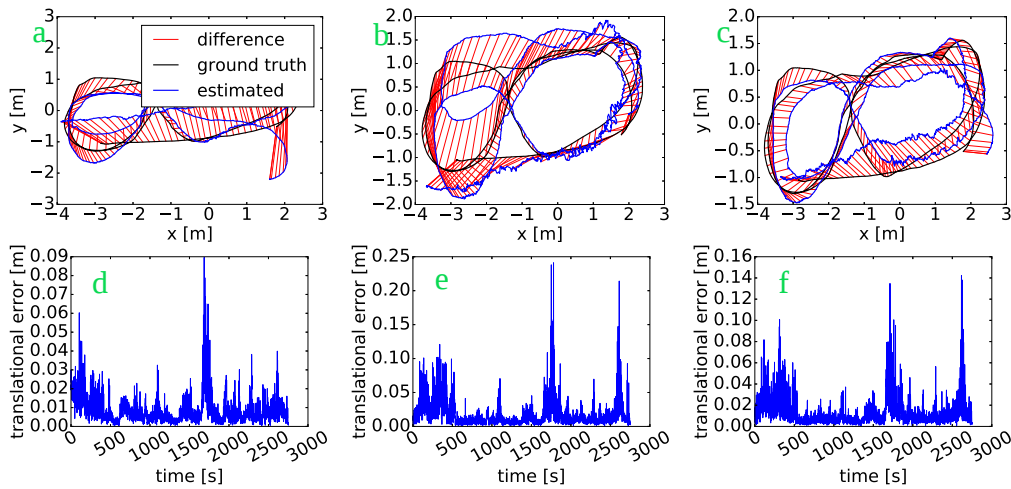 a
difference
ground truth
estimated
y [m]
3
2
1
0
−1
−2
−3
−4 −3 −2 −1 0 1 2 3
x [m]
b
y [m]
2.0
1.5
1.0
0.5
0.0
−0.5
−1.0
−1.5
−2.0
−4 −3 −2 −1 0 1 2 3
x [m]
c
y [m]
2.0
1.5
1.0
0.5
0.0
−0.5
−1.0
−1.5
−4 −3 −2 −1 0 1 2 3
x [m]
d
translational error [m]
0.09
0.08
0.07
0.06
0.05
0.04
0.03
0.02
0.01
0.00
0 500 1000 1500 2000 2500 3000
time [s]
e
translational error [m]
0.25
0.20
0.15
0.10
0.05
0.00
0 500 1000 1500 2000 2500 3000
time [s]
f
translational error [m]
0.16
0.14
0.12
0.10
0.08
0.06
0.04
0.02
0.00
0 500 1000 1500 2000 2500 3000
time [s]